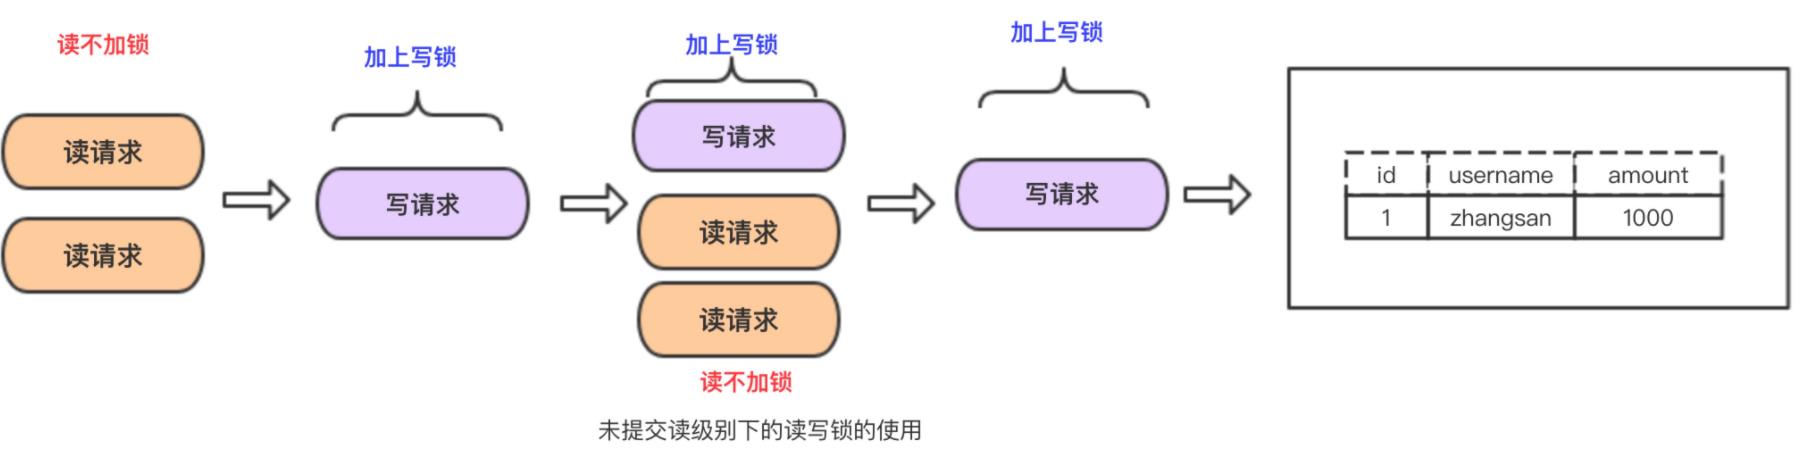 读不加锁
读请求
读请求
加上写锁
写请求
加上写锁
写请求
读请求
读请求
读不加锁
加上写锁
写请求
id username amount
1 zhangsan 1000
未提交读级别下的读写锁的使用